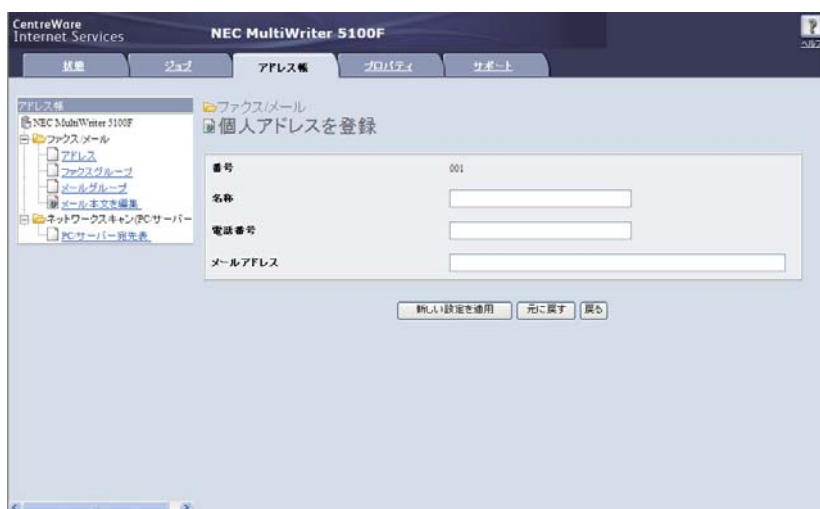 CentreWare
Internet Services
NEC MultiWriter 5100F
ヘルプ
状態
ジョブ
アドレス帳
プロパティ
サポート
アドレス帳
NEC MultiWriter 5100F
ファクス/メール
アドレス
ファクスグループ
メールグループ
メール本文を編集
ネットワークスキャン(PC/サーバー
PC/サーバー宛先表
ファクス/メール
個人アドレスを登録
番号 001
名称
電話番号
メールアドレス
新しい設定を適用 元に戻す 戻る